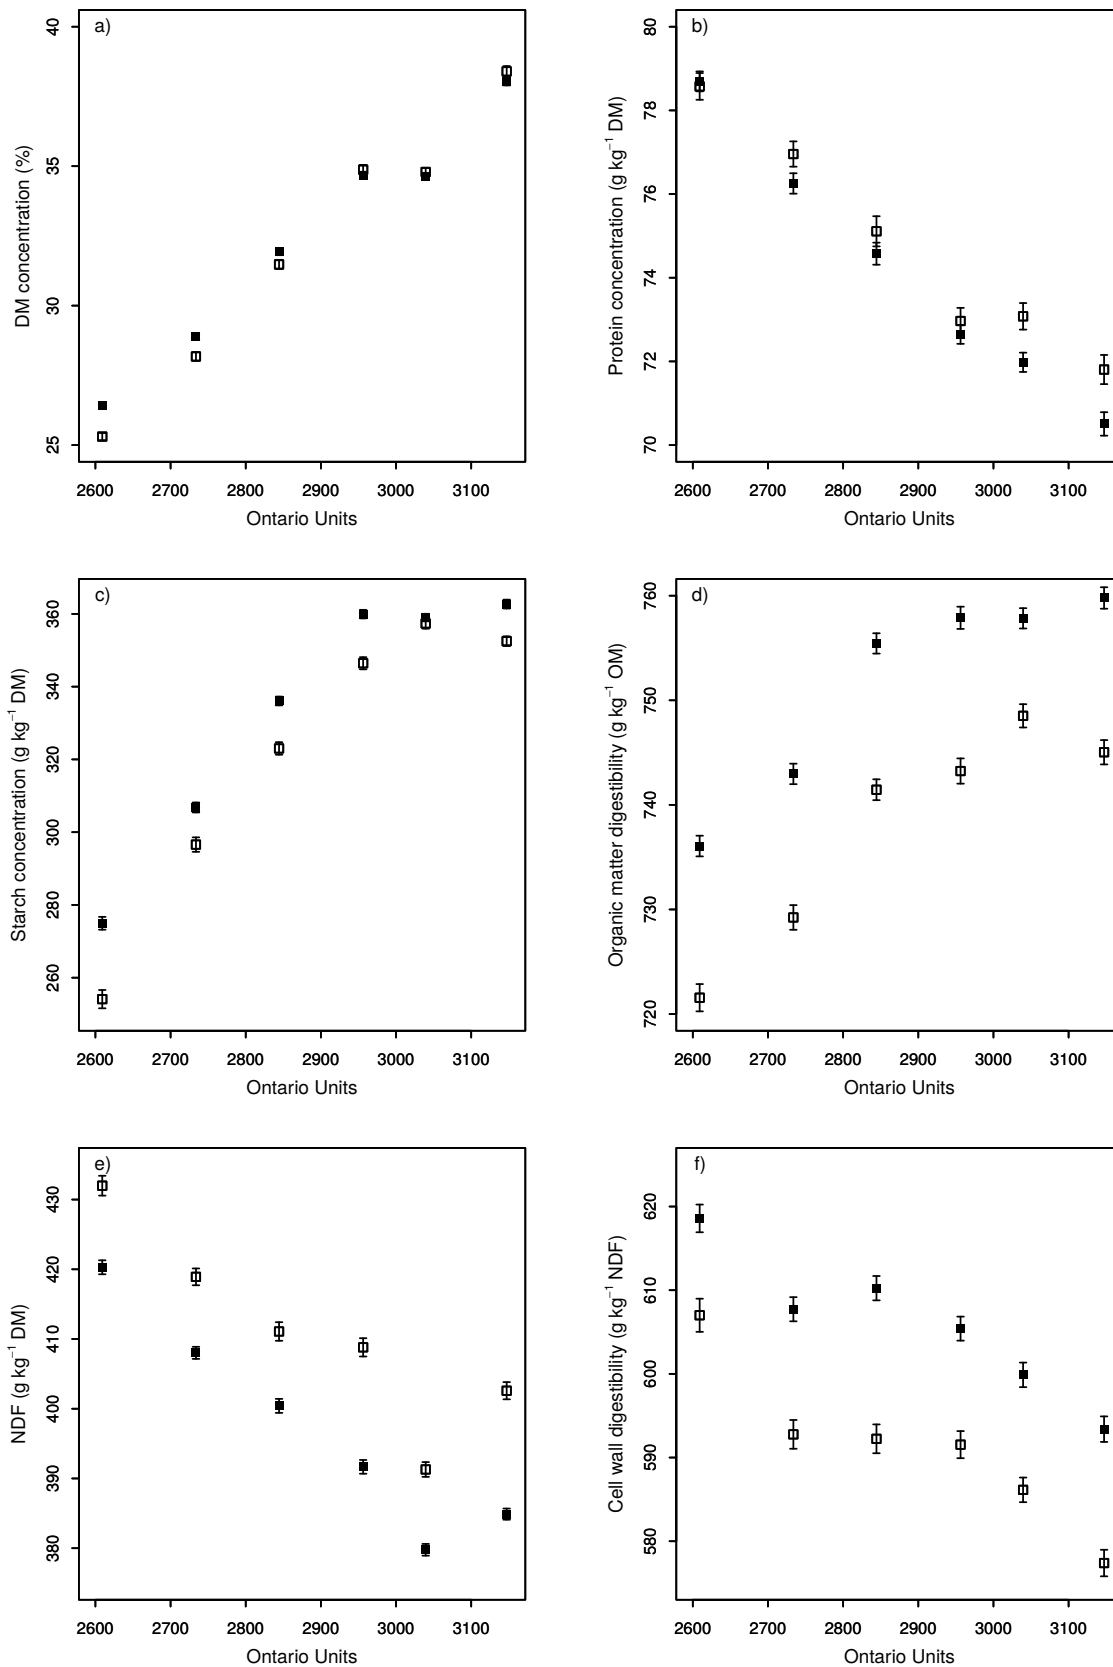 a)
40
35
30
25
DM concentration (%)
2600 2700 2800 2900 3000 3100
Ontario Units
b)
80
78
76
74
72
70
Protein concentration (g kg⁻¹ DM)
2600 2700 2800 2900 3000 3100
Ontario Units
c)
360
340
320
300
280
260
Starch concentration (g kg⁻¹ DM)
2600 2700 2800 2900 3000 3100
Ontario Units
d)
760
750
740
730
720
Organic matter digestibility (g kg⁻¹ OM)
2600 2700 2800 2900 3000 3100
Ontario Units
e)
430
420
410
400
390
380
NDF (g kg⁻¹ DM)
2600 2700 2800 2900 3000 3100
Ontario Units
f)
620
610
600
590
580
Cell wall digestibility (g kg⁻¹ NDF)
2600 2700 2800 2900 3000 3100
Ontario Units